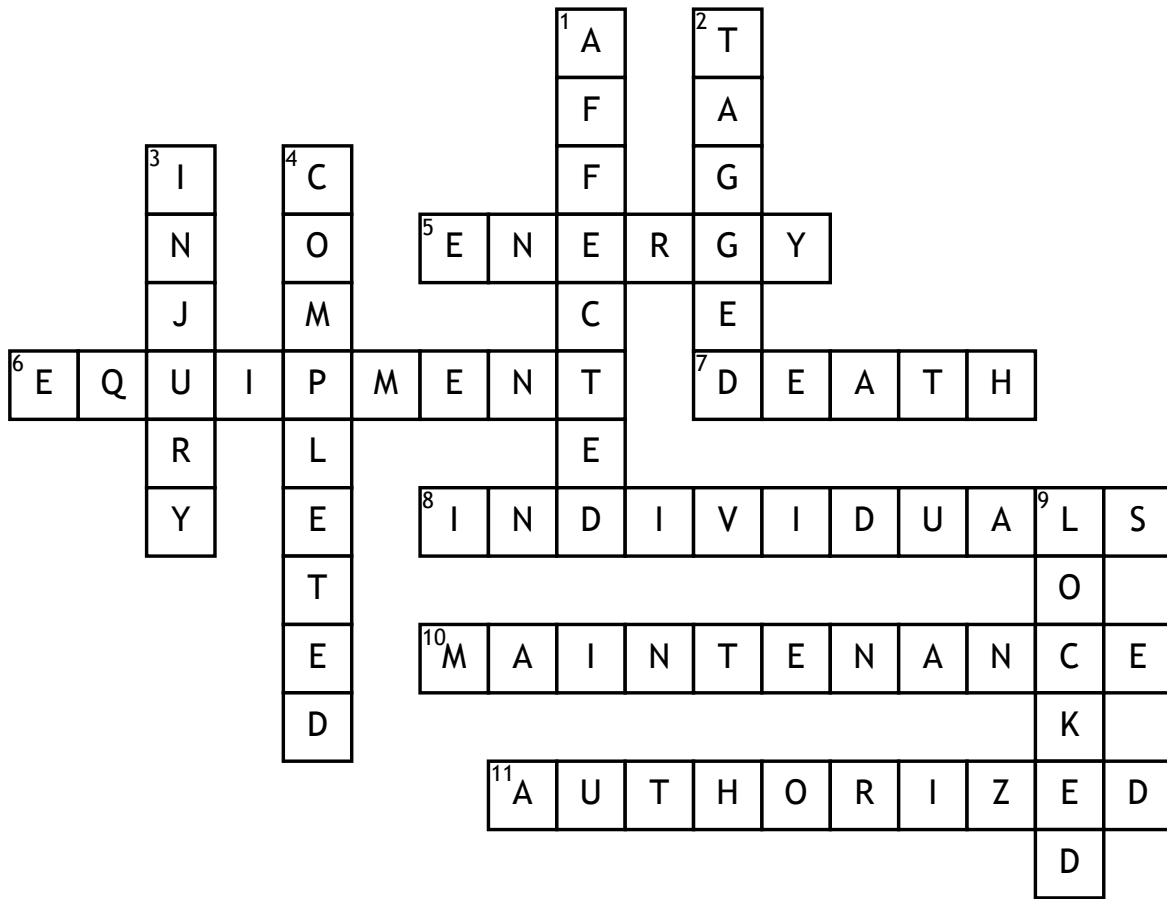 1 A 2 T
F A
3 I 4 C F G
N O 5 E N E R G Y
J M C E
6 E Q U I P M E N T 7 D E A T H
R L E
Y E 8 I N D I V I D U A 9 L S
T O
E 10 M A I N T E N A N C E
D K
11 A U T H O R I Z E D
D